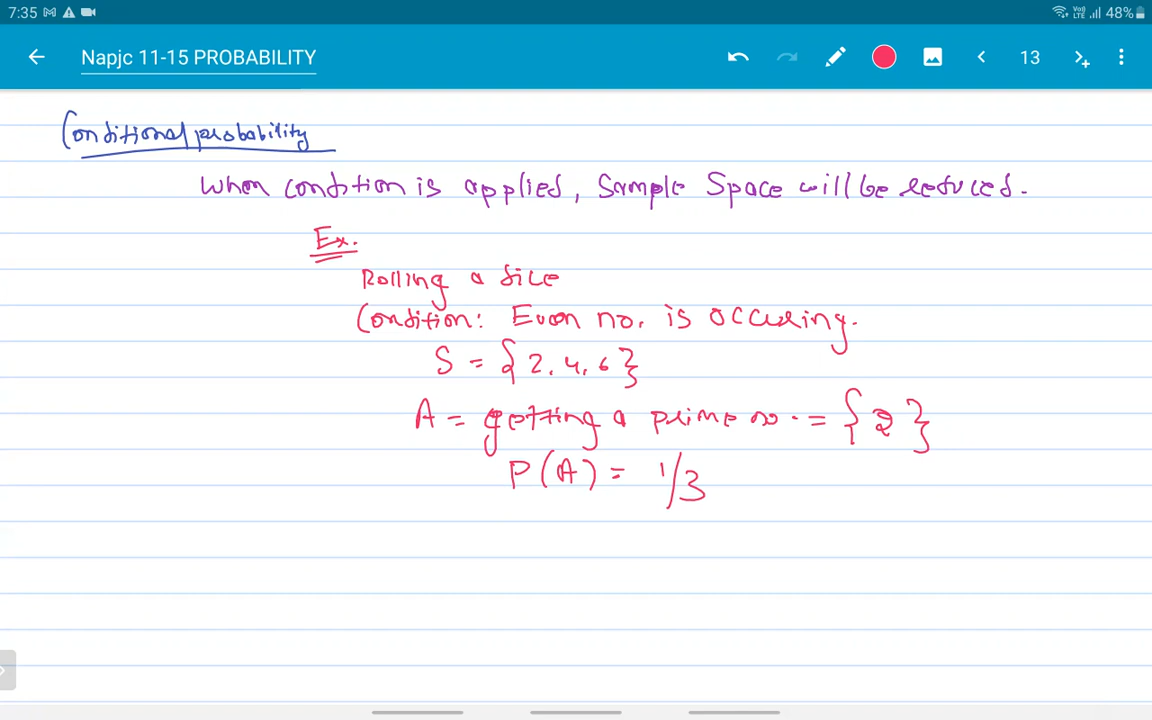 7:35 48%
Napjc 11-15 PROBABILITY 13
Conditional probability
When condition is applied, Sample Space will be reduced.
Ex.
Rolling a dice
Condition: Even no. is occuring.
S = {2, 4, 6}
A = getting a prime no. = {2}
P(A) = 1/3